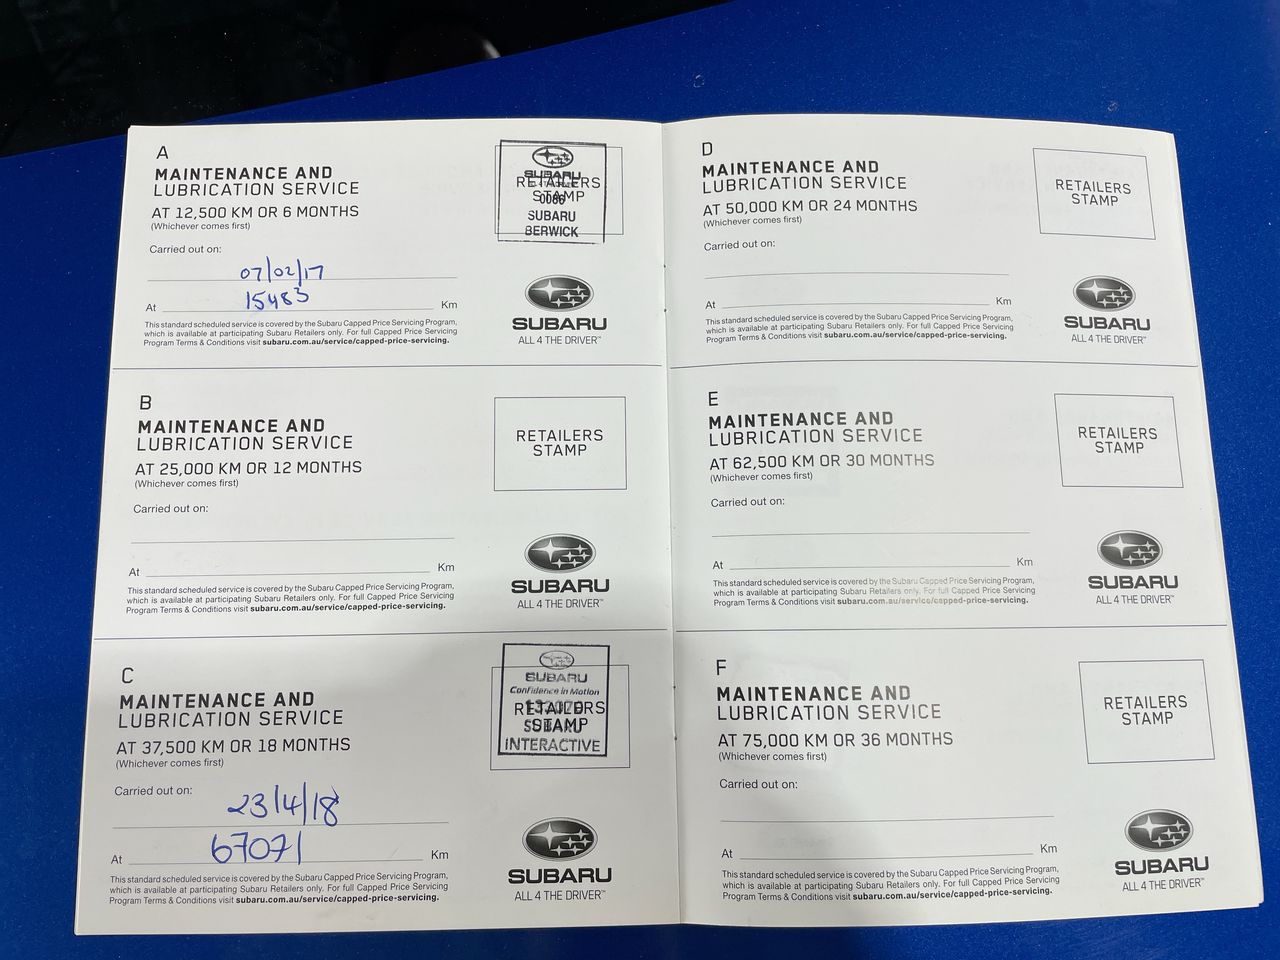 A
MAINTENANCE AND
LUBRICATION SERVICE
AT 12,500 KM OR 6 MONTHS
(Whichever comes first)
Carried out on:
07/02/17
At 15483 Km
This standard scheduled service is covered by the Subaru Capped Price Servicing Program,
which is available at participating Subaru Retailers only. For full Capped Price Servicing
Program Terms & Conditions visit subaru.com.au/service/capped-price-servicing.
SUBARU
RETAILERS
STAMP
0086
SUBARU
BERWICK
SUBARU
ALL 4 THE DRIVER™
B
MAINTENANCE AND
LUBRICATION SERVICE
AT 25,000 KM OR 12 MONTHS
(Whichever comes first)
Carried out on:
At Km
This standard scheduled service is covered by the Subaru Capped Price Servicing Program,
which is available at participating Subaru Retailers only. For full Capped Price Servicing
Program Terms & Conditions visit subaru.com.au/service/capped-price-servicing.
RETAILERS
STAMP
SUBARU
ALL 4 THE DRIVER™
C
MAINTENANCE AND
LUBRICATION SERVICE
AT 37,500 KM OR 18 MONTHS
(Whichever comes first)
Carried out on:
23/4/18
At 67071 Km
This standard scheduled service is covered by the Subaru Capped Price Servicing Program,
which is available at participating Subaru Retailers only. For full Capped Price Servicing
Program Terms & Conditions visit subaru.com.au/service/capped-price-servicing.
SUBARU
Confidence in Motion
RETAILERS
STAMP
SUBARU
INTERACTIVE
SUBARU
ALL 4 THE DRIVER™
D
MAINTENANCE AND
LUBRICATION SERVICE
AT 50,000 KM OR 24 MONTHS
(Whichever comes first)
Carried out on:
At Km
This standard scheduled service is covered by the Subaru Capped Price Servicing Program,
which is available at participating Subaru Retailers only. For full Capped Price Servicing
Program Terms & Conditions visit subaru.com.au/service/capped-price-servicing.
RETAILERS
STAMP
SUBARU
ALL 4 THE DRIVER™
E
MAINTENANCE AND
LUBRICATION SERVICE
AT 62,500 KM OR 30 MONTHS
(Whichever comes first)
Carried out on:
At Km
This standard scheduled service is covered by the Subaru Capped Price Servicing Program,
which is available at participating Subaru Retailers only. For full Capped Price Servicing
Program Terms & Conditions visit subaru.com.au/service/capped-price-servicing.
RETAILERS
STAMP
SUBARU
ALL 4 THE DRIVER™
F
MAINTENANCE AND
LUBRICATION SERVICE
AT 75,000 KM OR 36 MONTHS
(Whichever comes first)
Carried out on:
At Km
This standard scheduled service is covered by the Subaru Capped Price Servicing Program,
which is available at participating Subaru Retailers only. For full Capped Price Servicing
Program Terms & Conditions visit subaru.com.au/service/capped-price-servicing.
RETAILERS
STAMP
SUBARU
ALL 4 THE DRIVER™